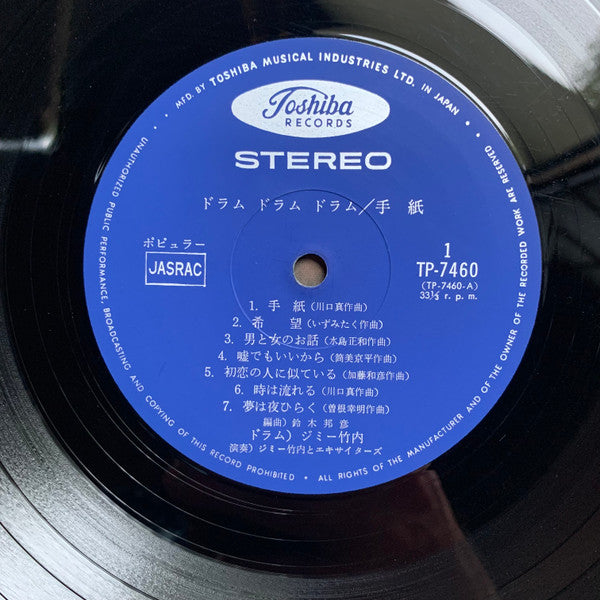 MFD. BY TOSHIBA MUSICAL INDUSTRIES LTD. IN JAPAN
Toshiba
RECORDS
STEREO
ドラム ドラム ドラム/手 紙
ポピュラー
JASRAC
1
TP-7460
(TP-7460-A)
33⅓ r. p. m.
1. 手 紙 (川口真作曲)
2. 希 望 (いずみたく作曲)
3. 男と女のお話 (水島正和作曲)
4. 嘘でもいいから (筒美京平作曲)
5. 初恋の人に似ている (加藤和彦作曲)
6. 時は流れる (川口真作曲)
7. 夢は夜ひらく (曽根幸明作曲)
編曲) 鈴 木 邦 彦
ドラム) ジミー竹内
演奏) ジミー竹内とエキサイターズ
ALL RIGHTS OF THE MANUFACTURER AND OF THE OWNER OF THE RECORDED WORK ARE RESERVED
UNAUTHORIZED PUBLIC PERFORMANCE, BROADCASTING AND COPYING OF THIS RECORD PROHIBITED